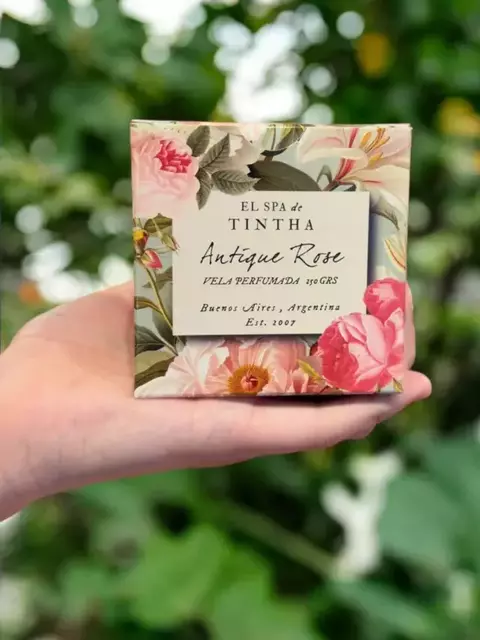 EL SPA de
TINTHA
Antique Rose
VELA PERFUMADA 250 GRS
Buenos Aires, Argentina
Est. 2007